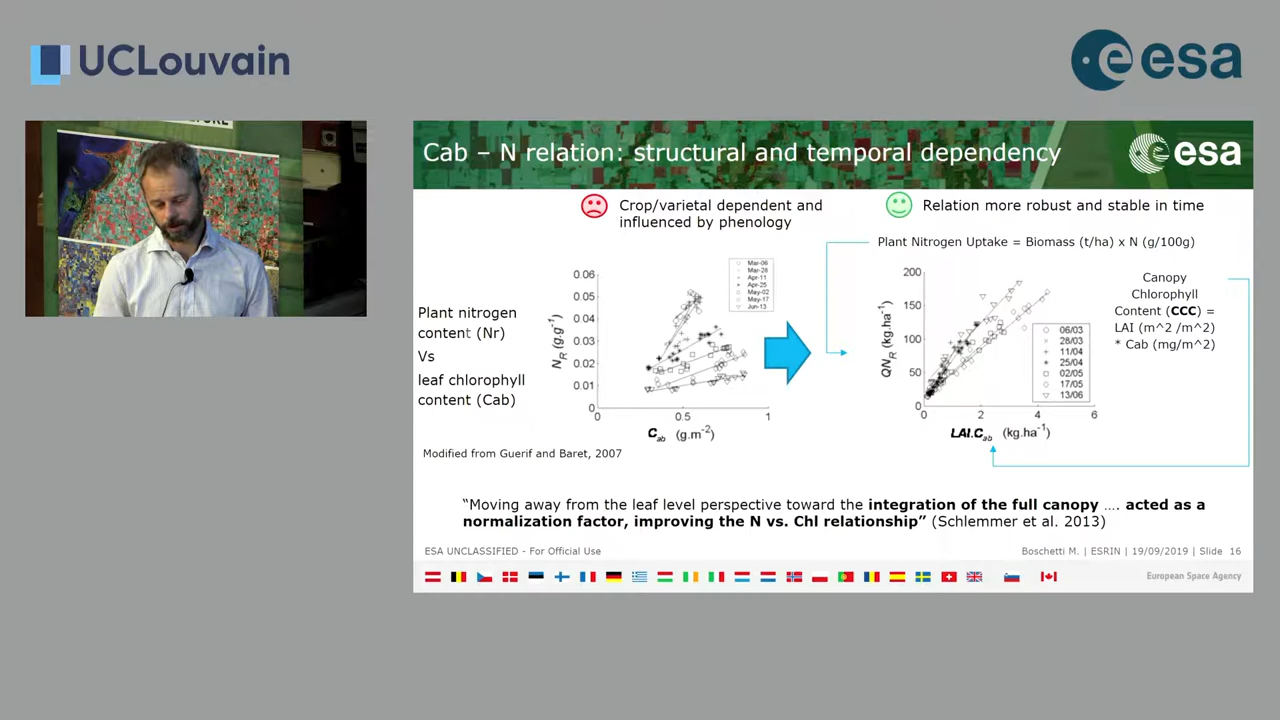 UCLouvain
esa
Cab – N relation: structural and temporal dependency
esa
Crop/varietal dependent and
influenced by phenology
Relation more robust and stable in time
Plant Nitrogen Uptake = Biomass (t/ha) x N (g/100g)
Plant nitrogen
content (Nr)
Vs
leaf chlorophyll
content (Cab)
0.06
0.05
0.04
0.03
0.02
0.01
0
0
0.5
1
N_R (g.g^-1)
C_ab (g.m^-2)
Mar-06
Mar-28
Apr-11
Apr-25
May-02
May-17
Jun-13
200
150
100
50
0
0
2
4
6
QN_R (kg.ha^-1)
LAI.C_ab (kg.ha^-1)
06/03
28/03
11/04
25/04
02/05
17/05
13/06
Canopy
Chlorophyll
Content (CCC) =
LAI (m^2 /m^2)
* Cab (mg/m^2)
Modified from Guerif and Baret, 2007
“Moving away from the leaf level perspective toward the integration of the full canopy .... acted as a
normalization factor, improving the N vs. Chl relationship” (Schlemmer et al. 2013)
ESA UNCLASSIFIED - For Official Use
Boschetti M. | ESRIN | 19/09/2019 | Slide 16
European Space Agency